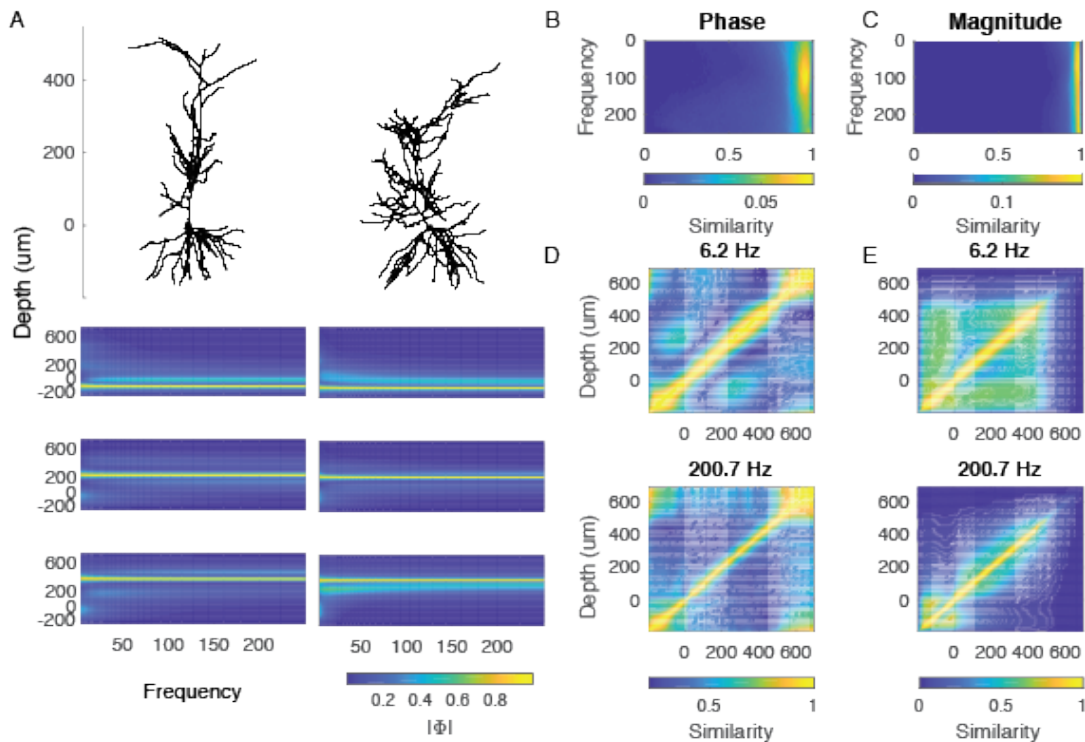 A
B
Phase
C
Magnitude
Depth (um)
400
200
0
Frequency
0
100
200
0 0.5 1
0 0.05
Similarity
Frequency
0
100
200
0 0.5 1
0 0.1
Similarity
600
200
0
-200
600
200
0
-200
600
200
0
-200
50 100 150 200
50 100 150 200
Frequency
0.2 0.4 0.6 0.8
|Φ|
D
6.2 Hz
Depth (um)
600
400
200
0
0 200 400 600
E
6.2 Hz
600
400
200
0
0 200 400 600
200.7 Hz
Depth (um)
600
400
200
0
0 200 400 600
0 0.5 1
Similarity
200.7 Hz
600
400
200
0
0 200 400 600
0 0.5 1
Similarity